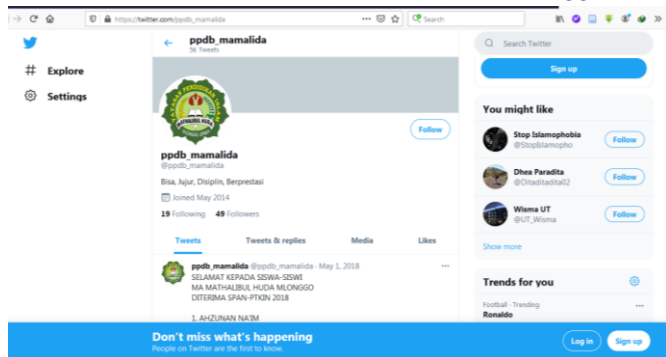 https://twitter.com/ppdb_mamalida
Search
ppdb_mamalida
56 Tweets
Search Twitter
Explore
Settings
Sign up
You might like
Follow
Stop Islamophobia
@StopIslamopho
Follow
ppdb_mamalida
@ppdb_mamalida
Dhea Paradita
@Ditaditadita02
Follow
Bisa, Jujur, Disiplin, Berprestasi
Joined May 2014
Wisma UT
@UT_Wisma
Follow
19 Following 49 Followers
Tweets Tweets & replies Media Likes
Show more
ppdb_mamalida @ppdb_mamalida · May 1, 2018
SELAMAT KEPADA SISWA-SISWI
MA MATHALIBUL HUDA MLONGGO
DITERIMA SPAN-PTKIN 2018
1. AHZUNAN NA'IM
Trends for you
Football · Trending
Ronaldo
Don't miss what's happening
People on Twitter are the first to know.
Log in
Sign up